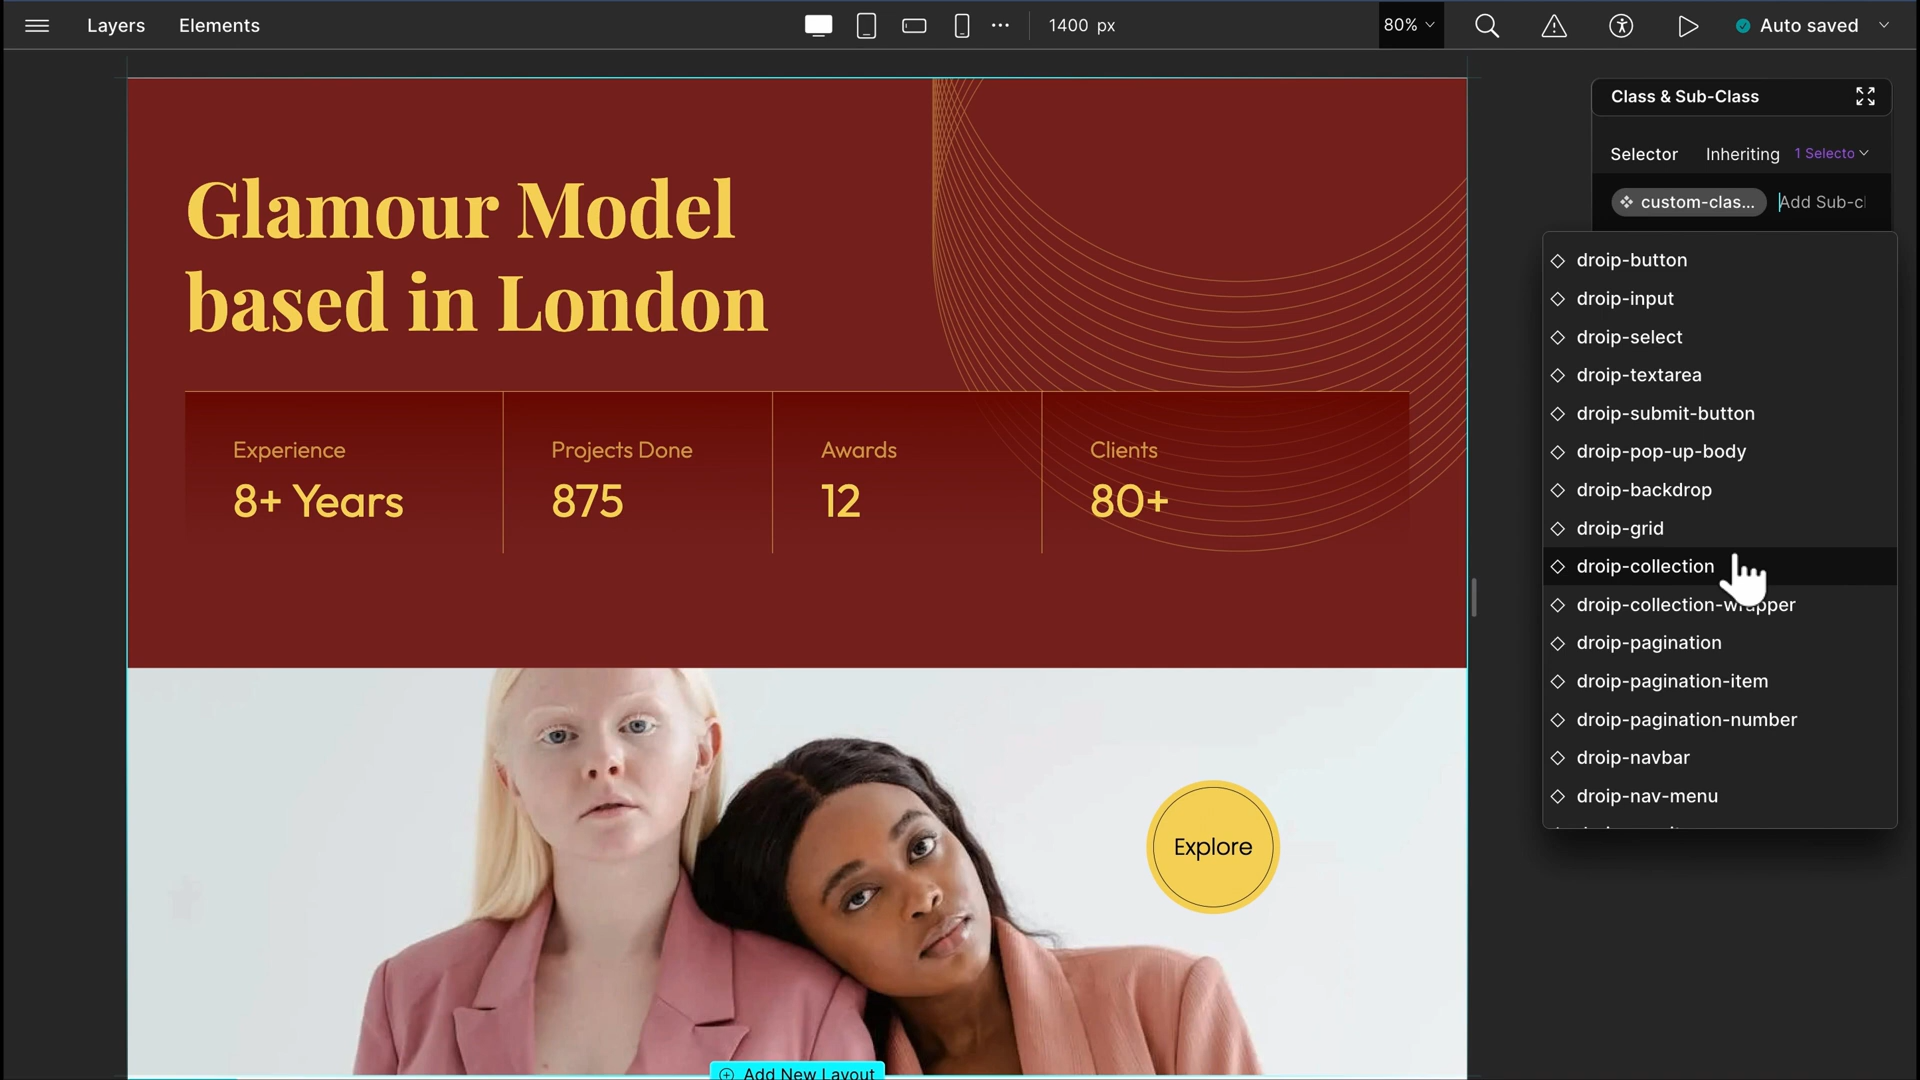 Layers Elements 1400 px 80% Auto saved
Class & Sub-Class
Selector Inheriting 1 Selecto
custom-clas... Add Sub-c
droip-button
droip-input
droip-select
droip-textarea
droip-submit-button
droip-pop-up-body
droip-backdrop
droip-grid
droip-collection
droip-collection-wrapper
droip-pagination
droip-pagination-item
droip-pagination-number
droip-navbar
droip-nav-menu
Glamour Model
based in London
Experience
8+ Years
Projects Done
875
Awards
12
Clients
80+
Explore
Add New Layout